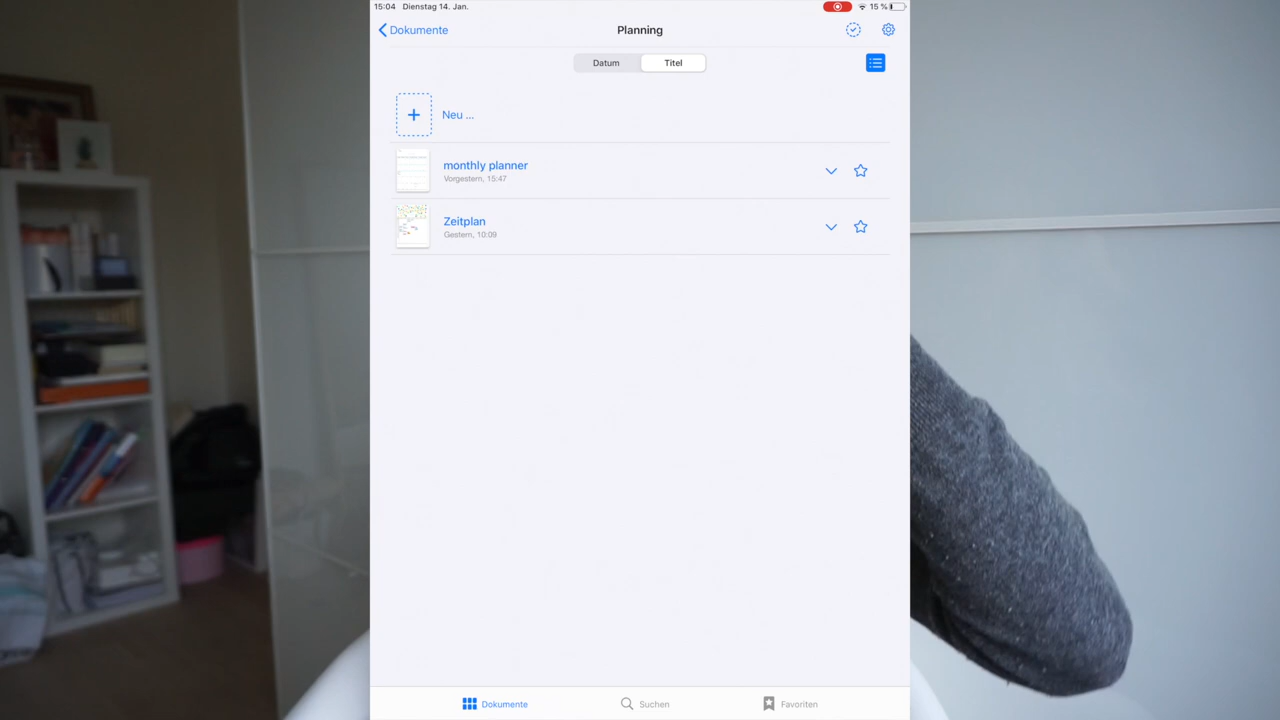 15:04 Dienstag 14. Jan. 15 %
Dokumente Planning
Datum Titel
Neu ...
monthly planner
Vorgestern, 15:47
Zeitplan
Gestern, 10:09
Dokumente Suchen Favoriten